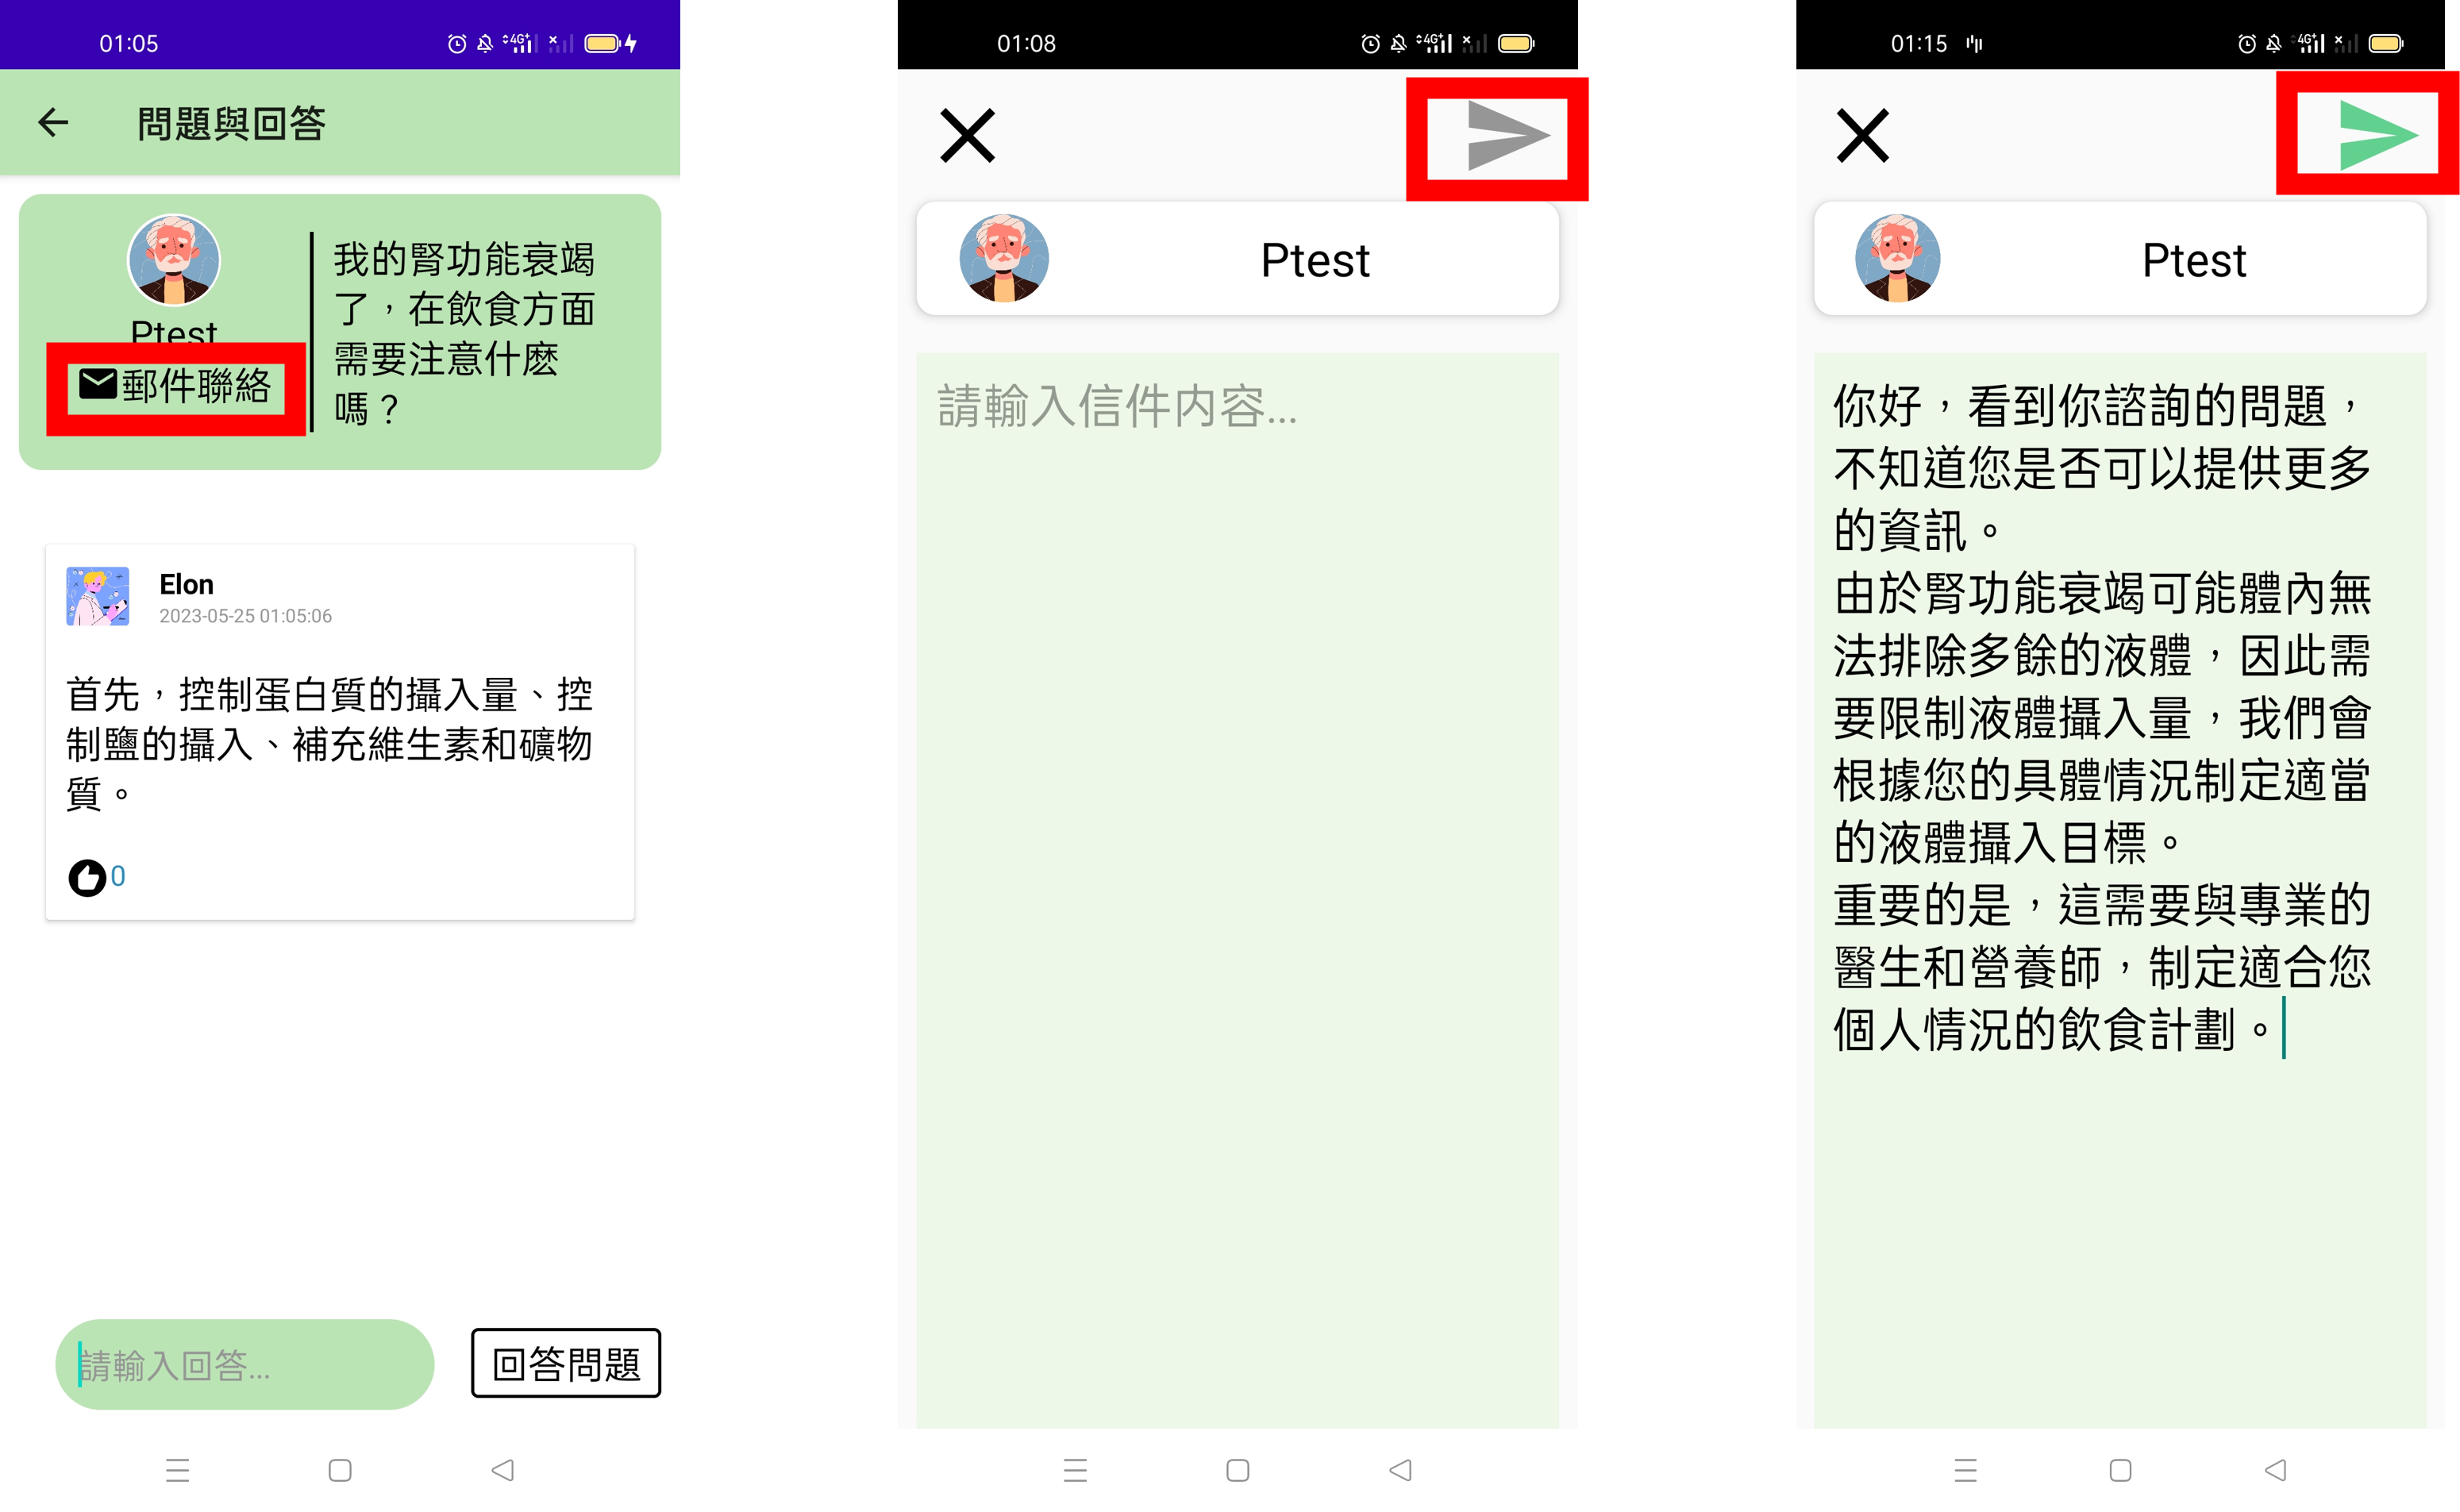 01:05
4G+
問題與回答
Ptest
郵件聯絡
我的腎功能衰竭
了，在飲食方面
需要注意什麼
嗎？
Elon
2023-05-25 01:05:06
首先，控制蛋白質的攝入量、控
制鹽的攝入、補充維生素和礦物
質。
0
請輸入回答...
回答問題
01:08
4G+
Ptest
請輸入信件內容...
01:15
4G+
Ptest
你好，看到你諮詢的問題，
不知道您是否可以提供更多
的資訊。
由於腎功能衰竭可能體內無
法排除多餘的液體，因此需
要限制液體攝入量，我們會
根據您的具體情況制定適當
的液體攝入目標。
重要的是，這需要與專業的
醫生和營養師，制定適合您
個人情況的飲食計劃。